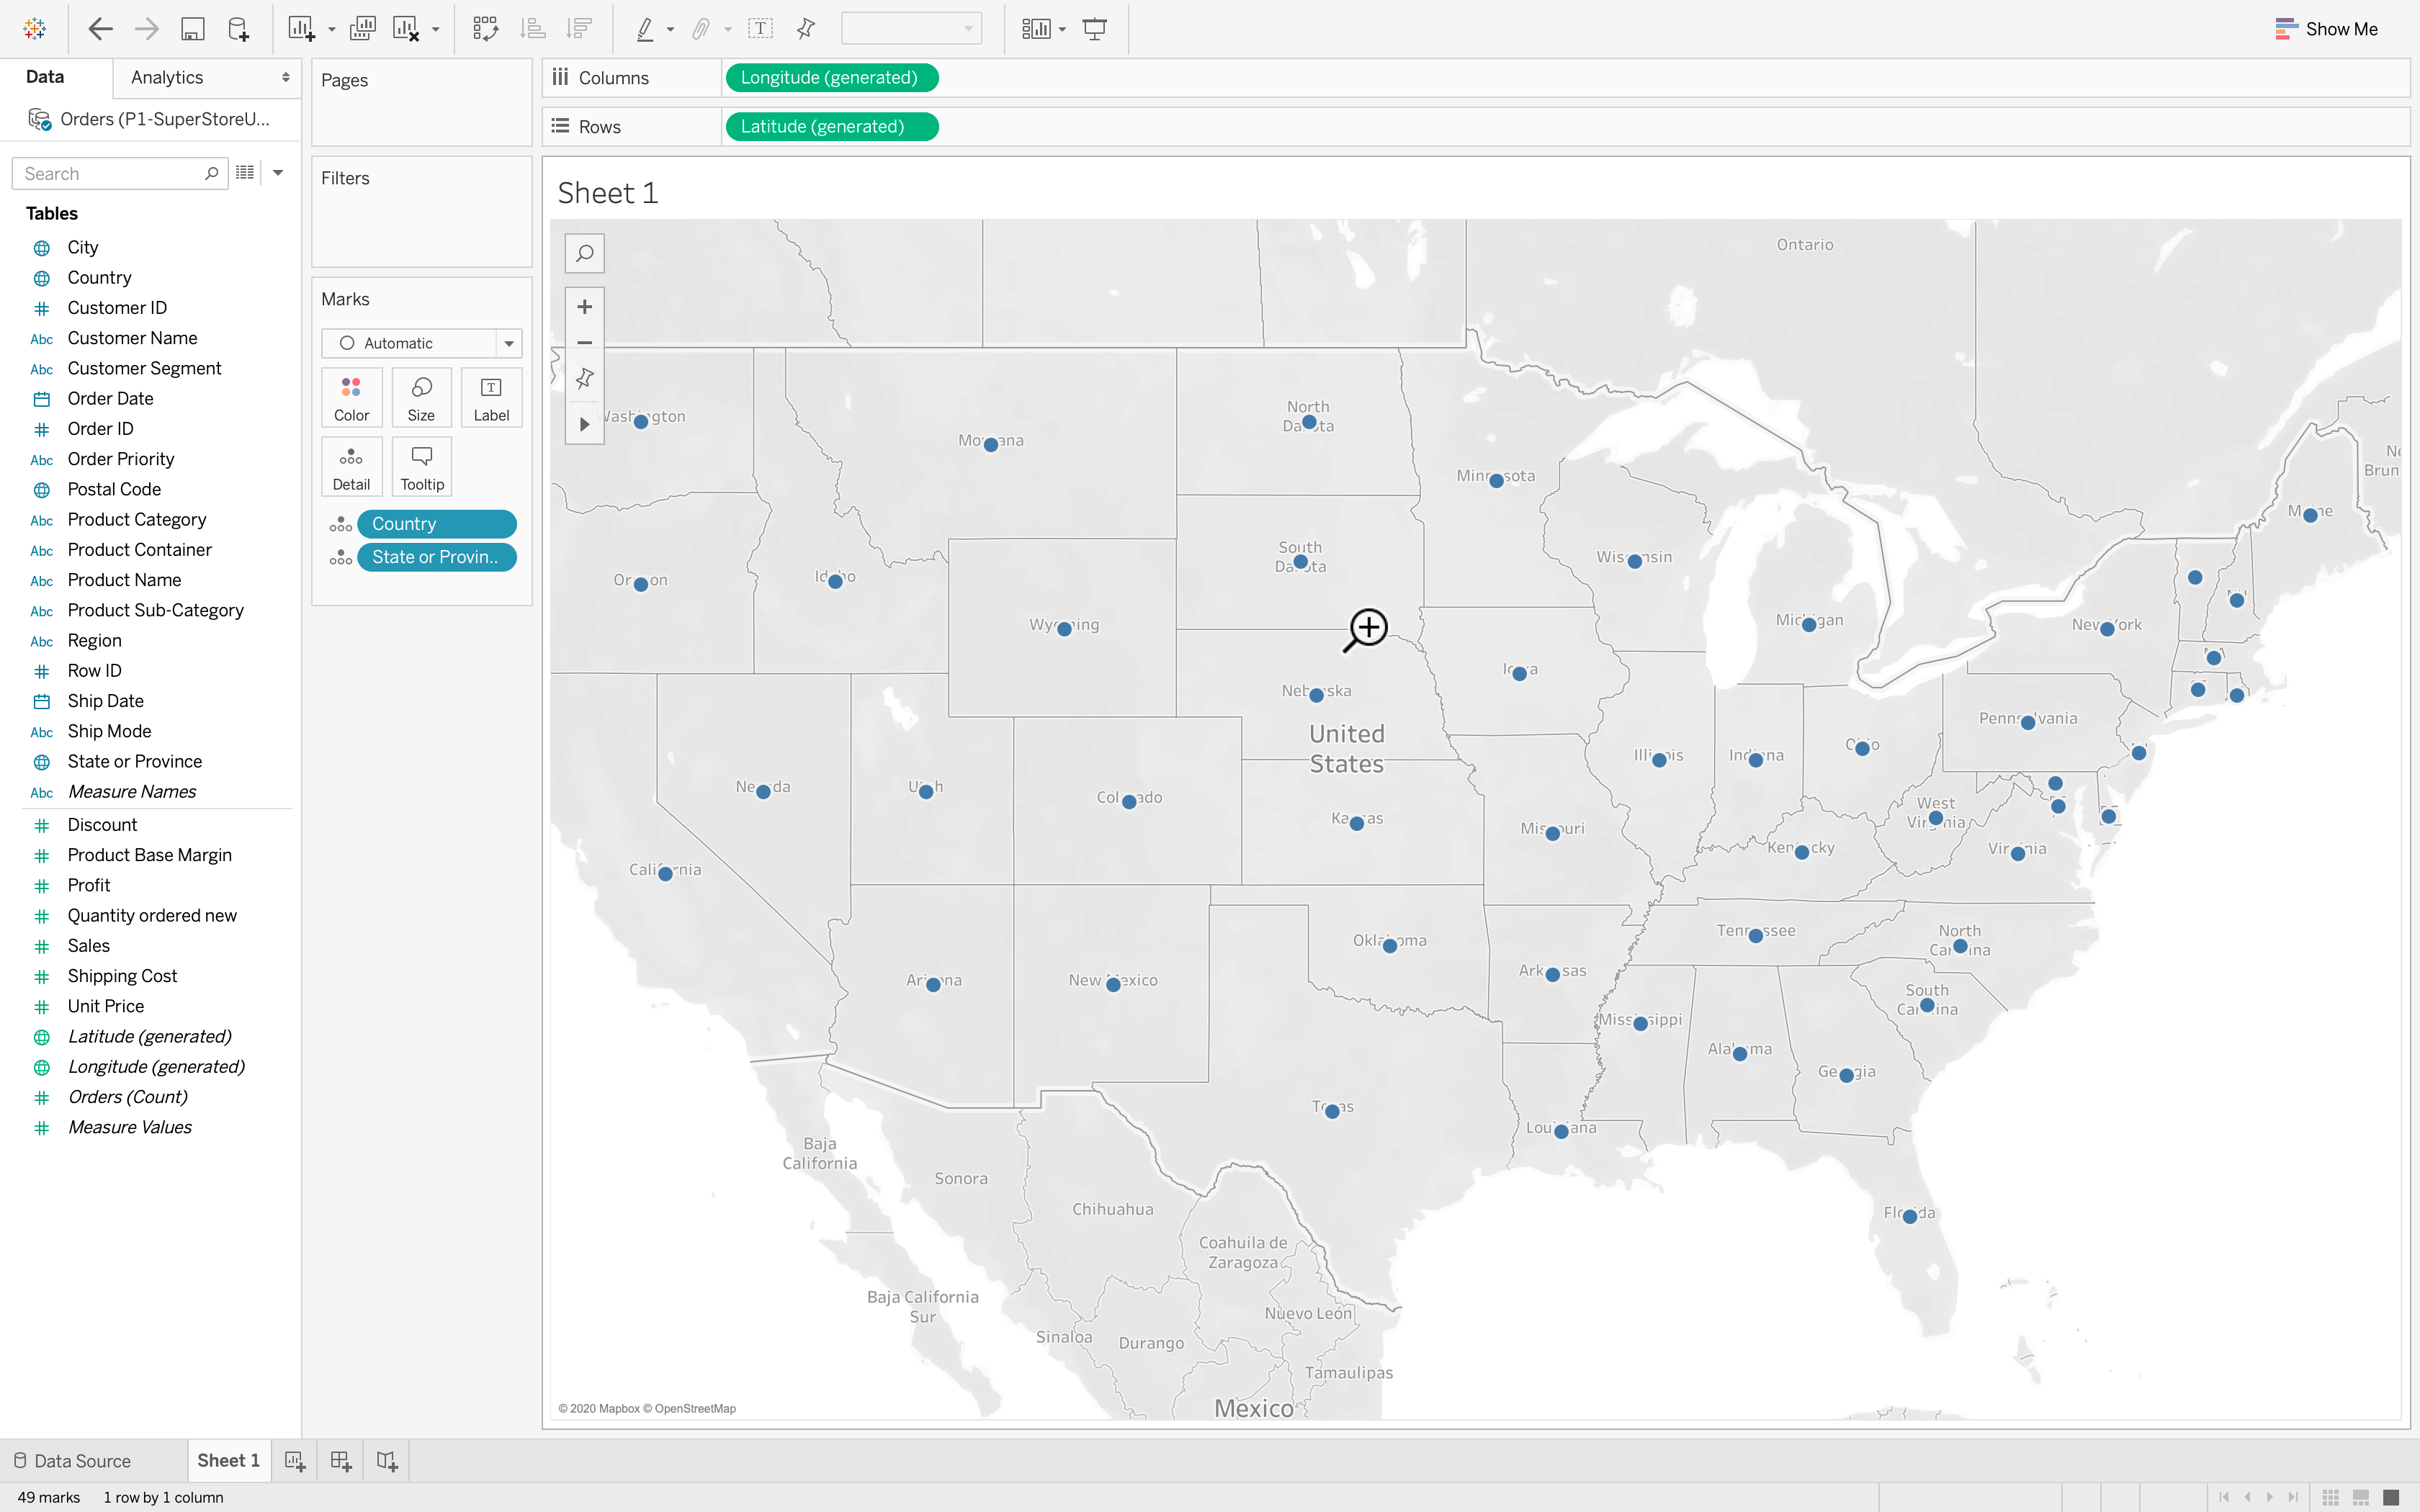 Show Me
Data
Analytics
Orders (P1-SuperStoreU...
Search
Tables
City
Country
Customer ID
Customer Name
Customer Segment
Order Date
Order ID
Order Priority
Postal Code
Product Category
Product Container
Product Name
Product Sub-Category
Region
Row ID
Ship Date
Ship Mode
State or Province
Measure Names
Discount
Product Base Margin
Profit
Quantity ordered new
Sales
Shipping Cost
Unit Price
Latitude (generated)
Longitude (generated)
Orders (Count)
Measure Values
Pages
Filters
Marks
Automatic
Color
Size
Label
Detail
Tooltip
Country
State or Provin..
Columns
Longitude (generated)
Rows
Latitude (generated)
Sheet 1
Ontario
Washington
Montana
North
Dakota
Minnesota
Maine
Brun
Oregon
Idaho
South
Dakota
Wisconsin
Wyoming
Michigan
New York
Nebraska
Iowa
Pennsylvania
United
States
Nevada
Utah
Colorado
Kansas
Missouri
Illinois
Indiana
Ohio
West
Virginia
Kentucky
Virginia
California
Oklahoma
Arkansas
Tennessee
North
Carolina
South
Carolina
Arizona
New Mexico
Mississippi
Alabama
Georgia
Texas
Louisiana
Florida
Baja
California
Sonora
Chihuahua
Coahuila de
Zaragoza
Baja California
Sur
Nuevo León
Sinaloa
Durango
Tamaulipas
Mexico
© 2020 Mapbox © OpenStreetMap
Data Source
Sheet 1
49 marks
1 row by 1 column